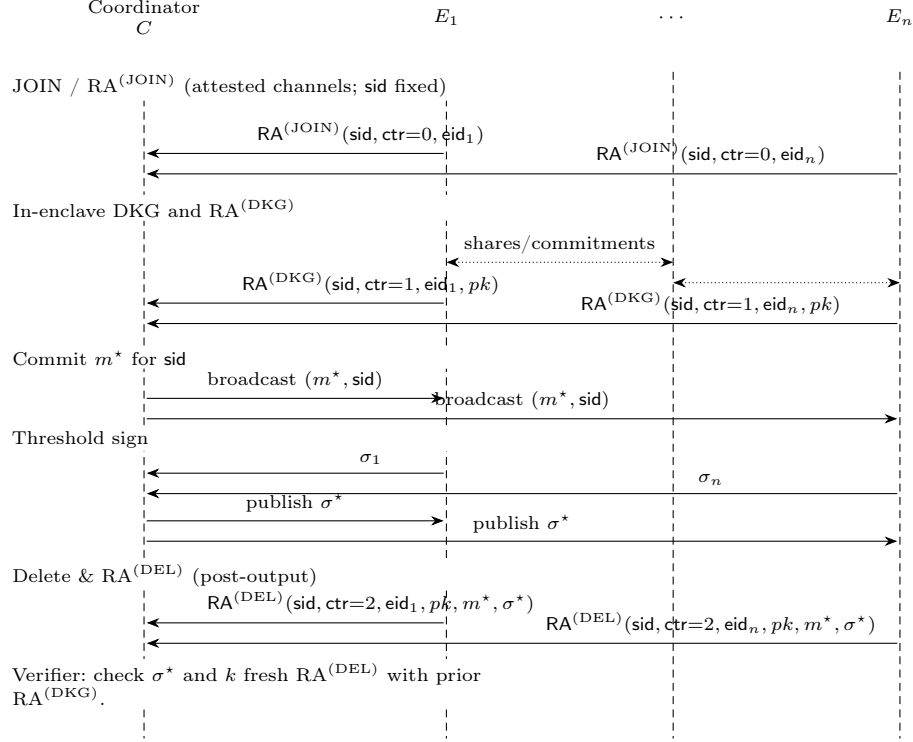 Coordinator
C E₁ ⋯ Eₙ
JOIN / RA^(JOIN) (attested channels; sid fixed)
RA^(JOIN)(sid, ctr=0, eid₁)
RA^(JOIN)(sid, ctr=0, eidₙ)
In-enclave DKG and RA^(DKG)
shares/commitments
RA^(DKG)(sid, ctr=1, eid₁, pk)
RA^(DKG)(sid, ctr=1, eidₙ, pk)
Commit m⋆ for sid
broadcast (m⋆, sid)
broadcast (m⋆, sid)
Threshold sign
σ₁
σₙ
publish σ⋆
publish σ⋆
Delete & RA^(DEL) (post-output)
RA^(DEL)(sid, ctr=2, eid₁, pk, m⋆, σ⋆)
RA^(DEL)(sid, ctr=2, eidₙ, pk, m⋆, σ⋆)
Verifier: check σ⋆ and k fresh RA^(DEL) with prior
RA^(DKG).